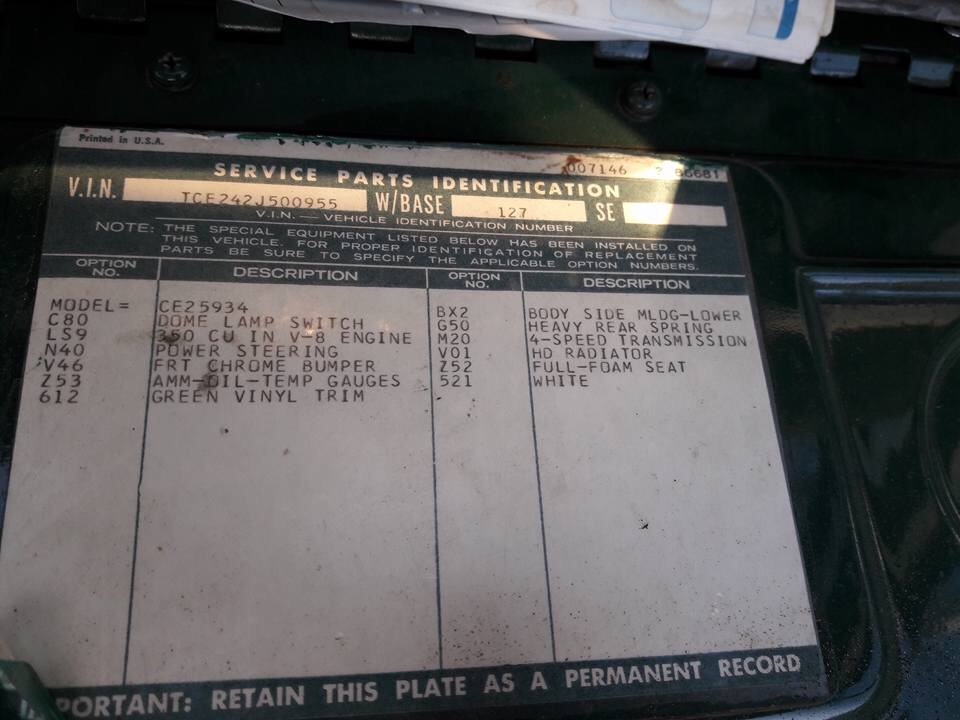 Printed in U.S.A.
007146 2 86681
SERVICE PARTS IDENTIFICATION
V.I.N. TCE242J500955 W/BASE 127 SE
V.I.N. — VEHICLE IDENTIFICATION NUMBER
NOTE: THE SPECIAL EQUIPMENT LISTED BELOW HAS BEEN INSTALLED ON
THIS VEHICLE. FOR PROPER IDENTIFICATION OF REPLACEMENT
PARTS BE SURE TO SPECIFY THE APPLICABLE OPTION NUMBERS.
OPTION NO. DESCRIPTION
MODEL= CE25934
C80 DOME LAMP SWITCH
LS9 350 CU IN V-8 ENGINE
N40 POWER STEERING
V46 FRT CHROME BUMPER
Z53 AMM-OIL-TEMP GAUGES
612 GREEN VINYL TRIM
OPTION NO. DESCRIPTION
BX2 BODY SIDE MLDG-LOWER
G50 HEAVY REAR SPRING
M20 4-SPEED TRANSMISSION
V01 HD RADIATOR
Z52 FULL-FOAM SEAT
521 WHITE
IMPORTANT: RETAIN THIS PLATE AS A PERMANENT RECORD